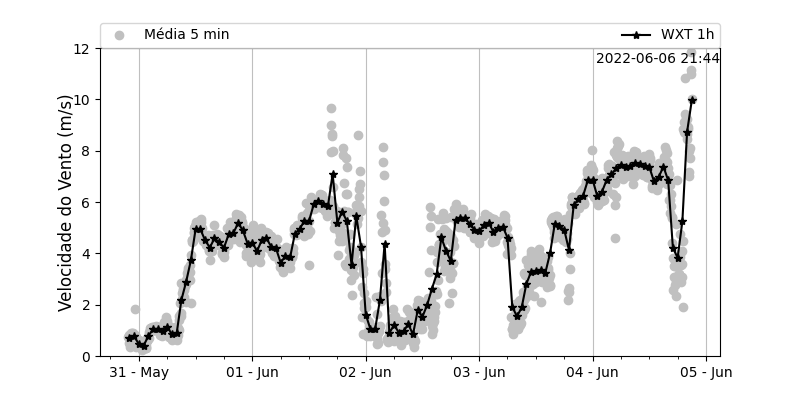 Média 5 min
WXT 1h
2022-06-06 21:44
Velocidade do Vento (m/s)
12
10
8
6
4
2
0
31 - May
01 - Jun
02 - Jun
03 - Jun
04 - Jun
05 - Jun